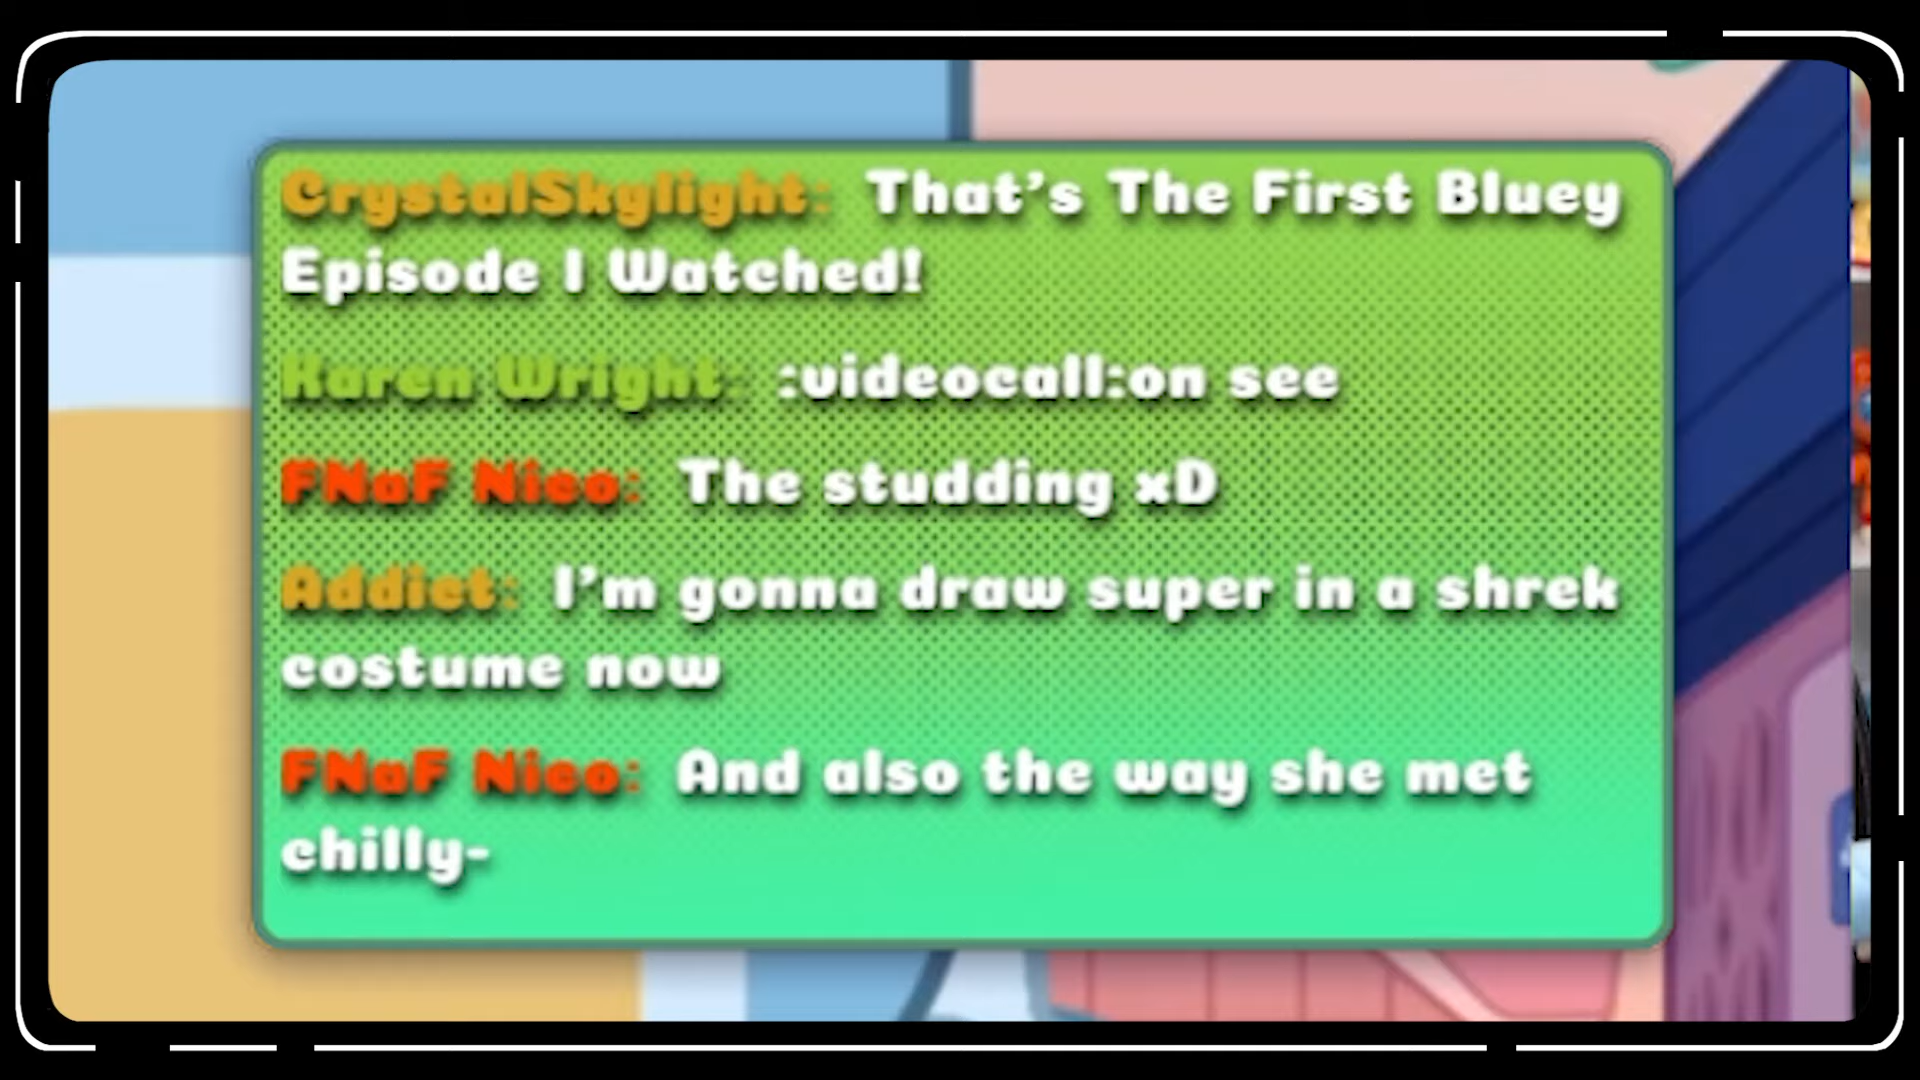 CrystalSkylight: That's The First Bluey
Episode I Watched!
Karen Wright: :videocall:on see
FNaF Nico: The studding xD
Addict: I'm gonna draw super in a shrek
costume now
FNaF Nico: And also the way she met
chilly-